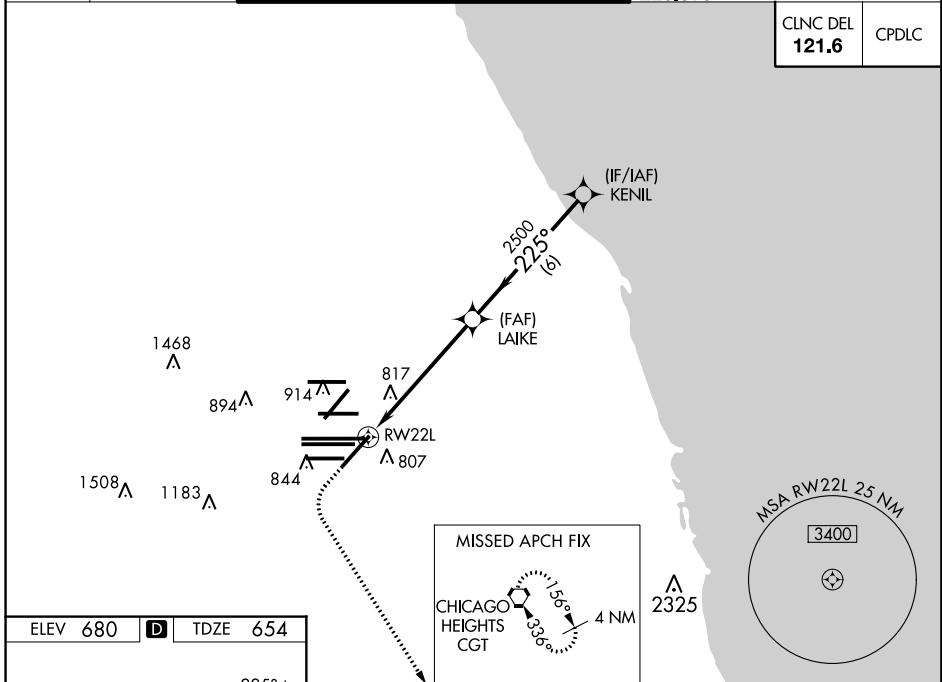 CLNC DEL
121.6
CPDLC
(IF/IAF)
KENIL
2500
225°
(6)
(FAF)
LAIKE
1468
894
914
817
RW22L
807
844
1508
1183
MSA RW22L 25 NM
3400
MISSED APCH FIX
CHICAGO
HEIGHTS
CGT
156°
336°
4 NM
2325
ELEV 680
D
TDZE 654